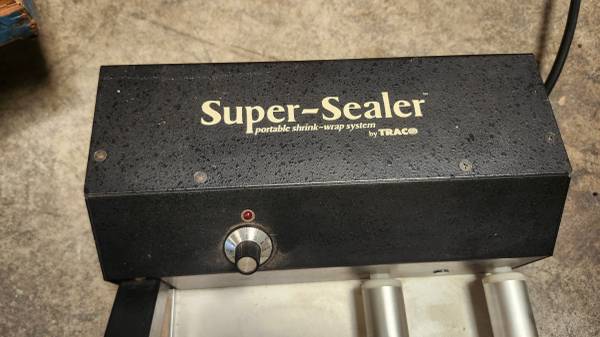 Super-Sealer™
portable shrink-wrap system
by TRACO